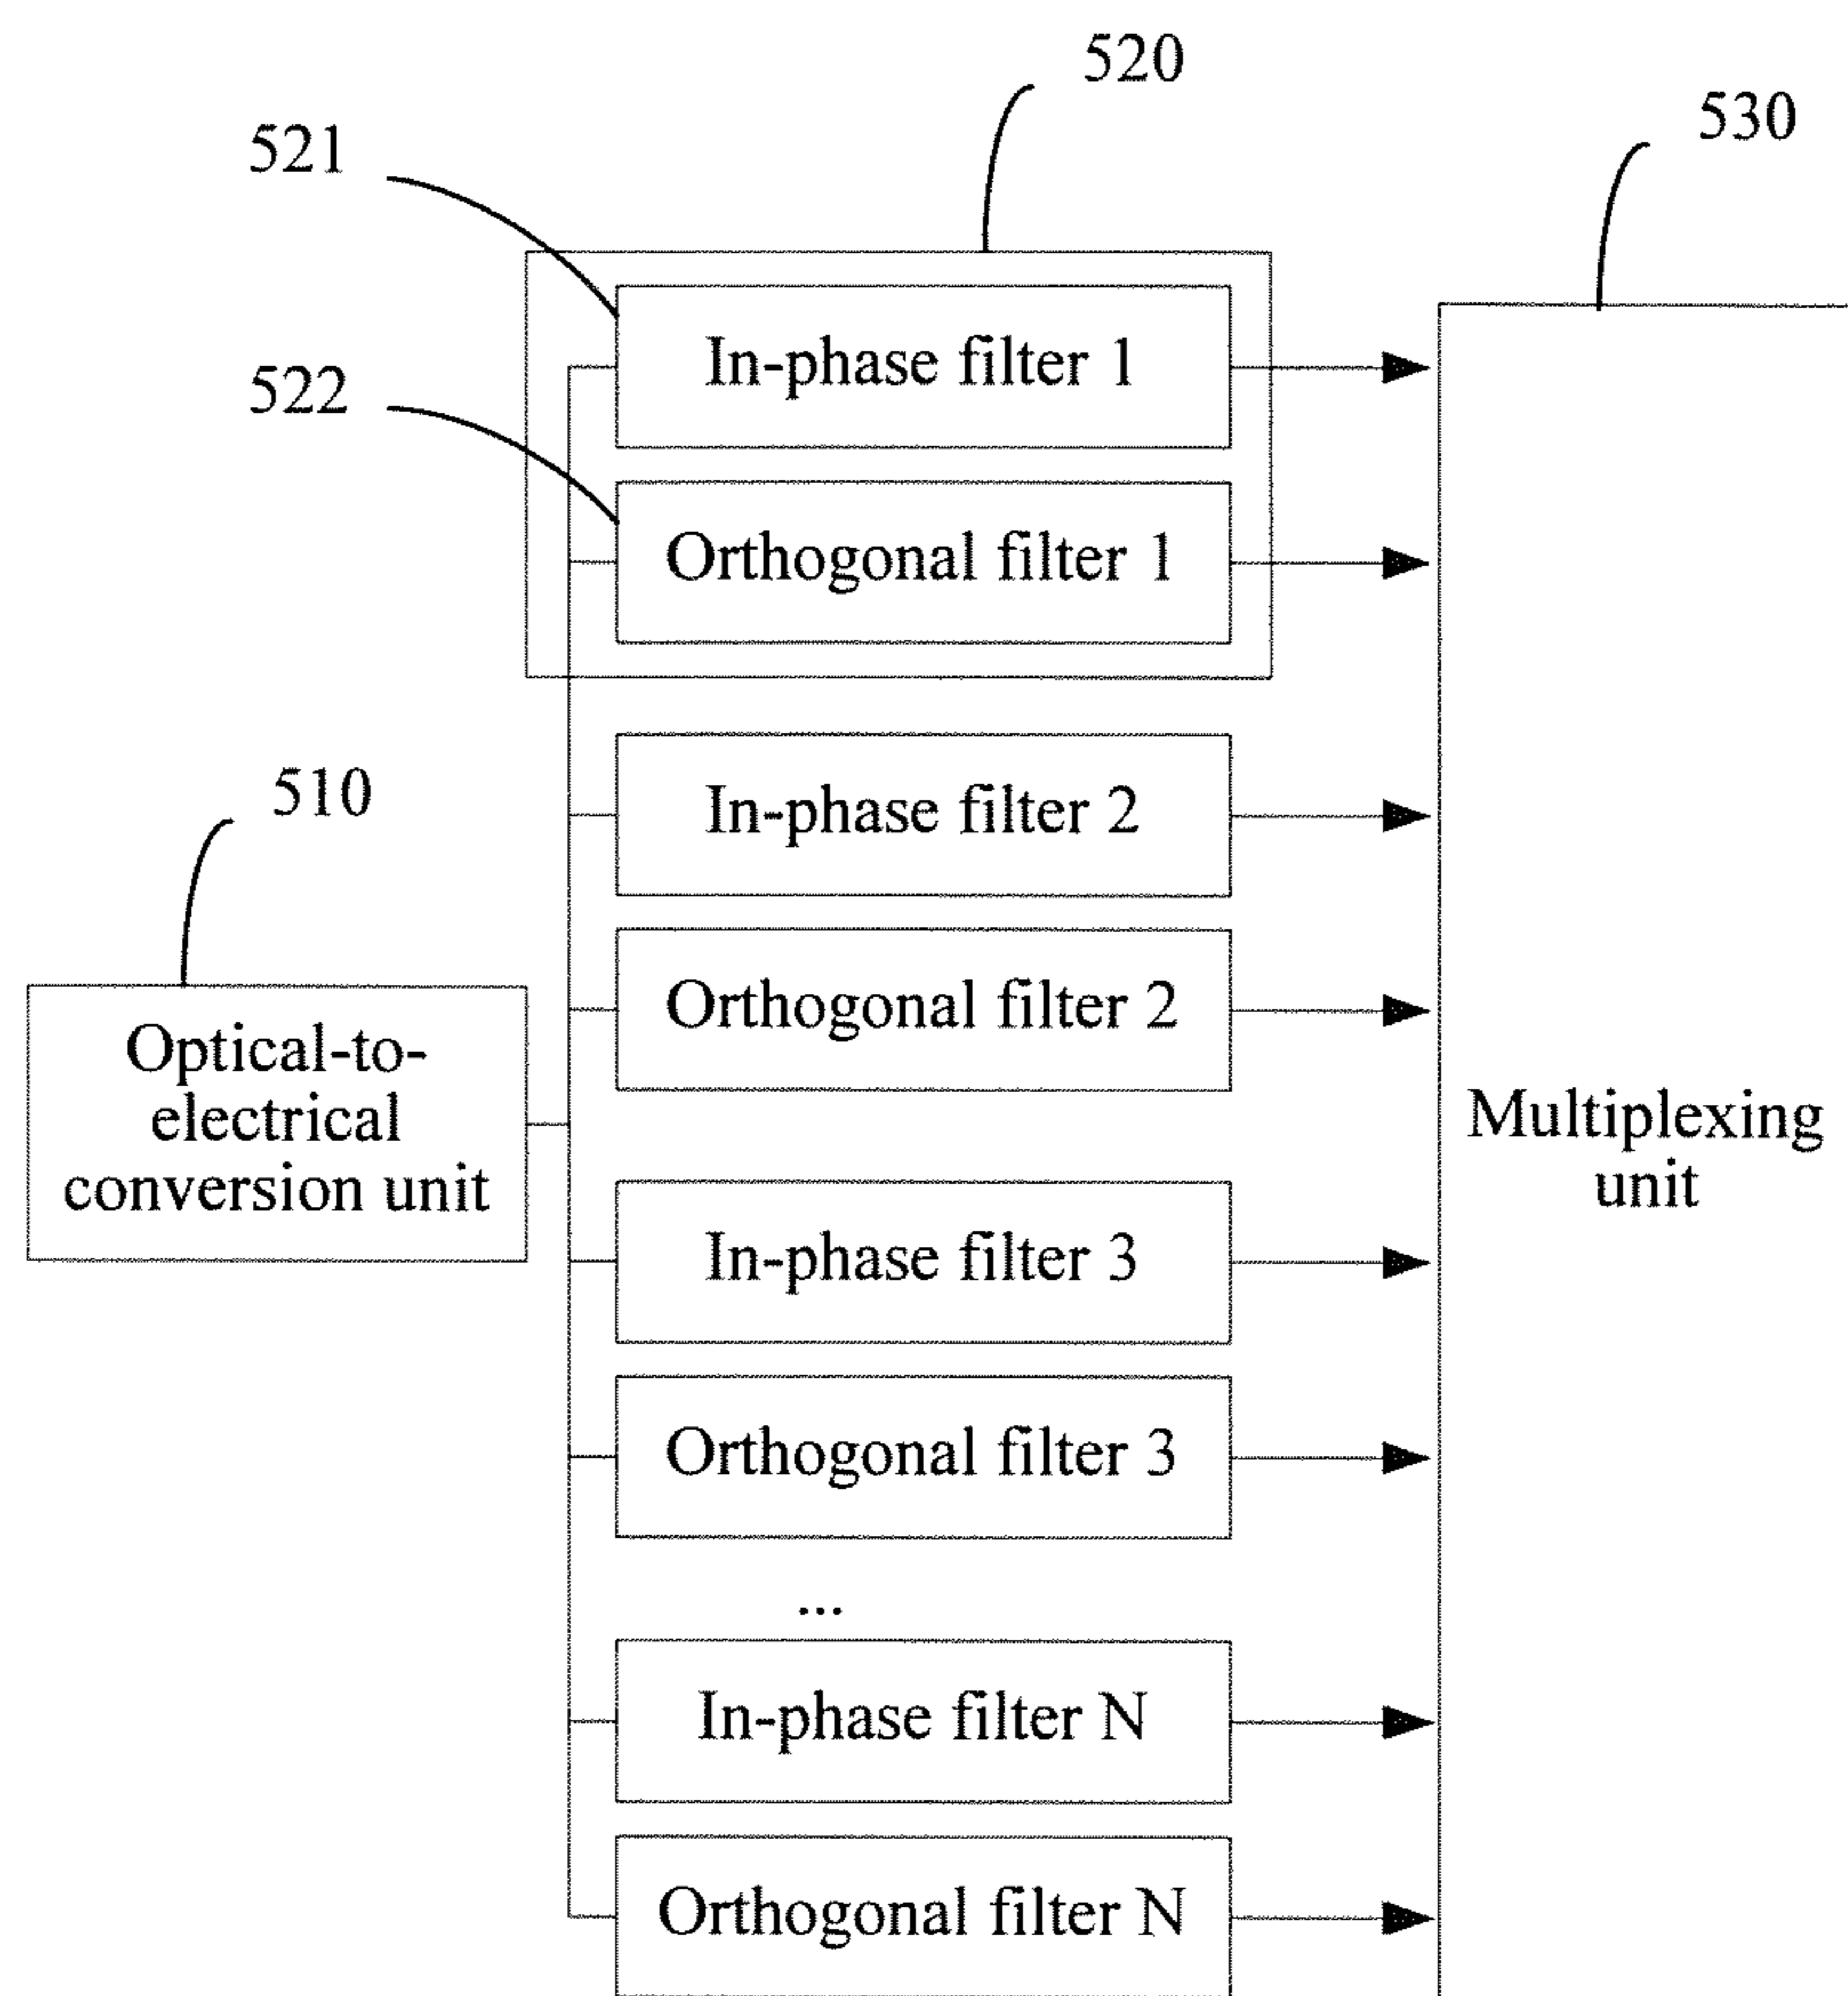 520
530
521
In-phase filter 1
522
Orthogonal filter 1
510
In-phase filter 2
Orthogonal filter 2
Optical-to-
electrical
conversion unit
Multiplexing
unit
In-phase filter 3
Orthogonal filter 3
...
In-phase filter N
Orthogonal filter N